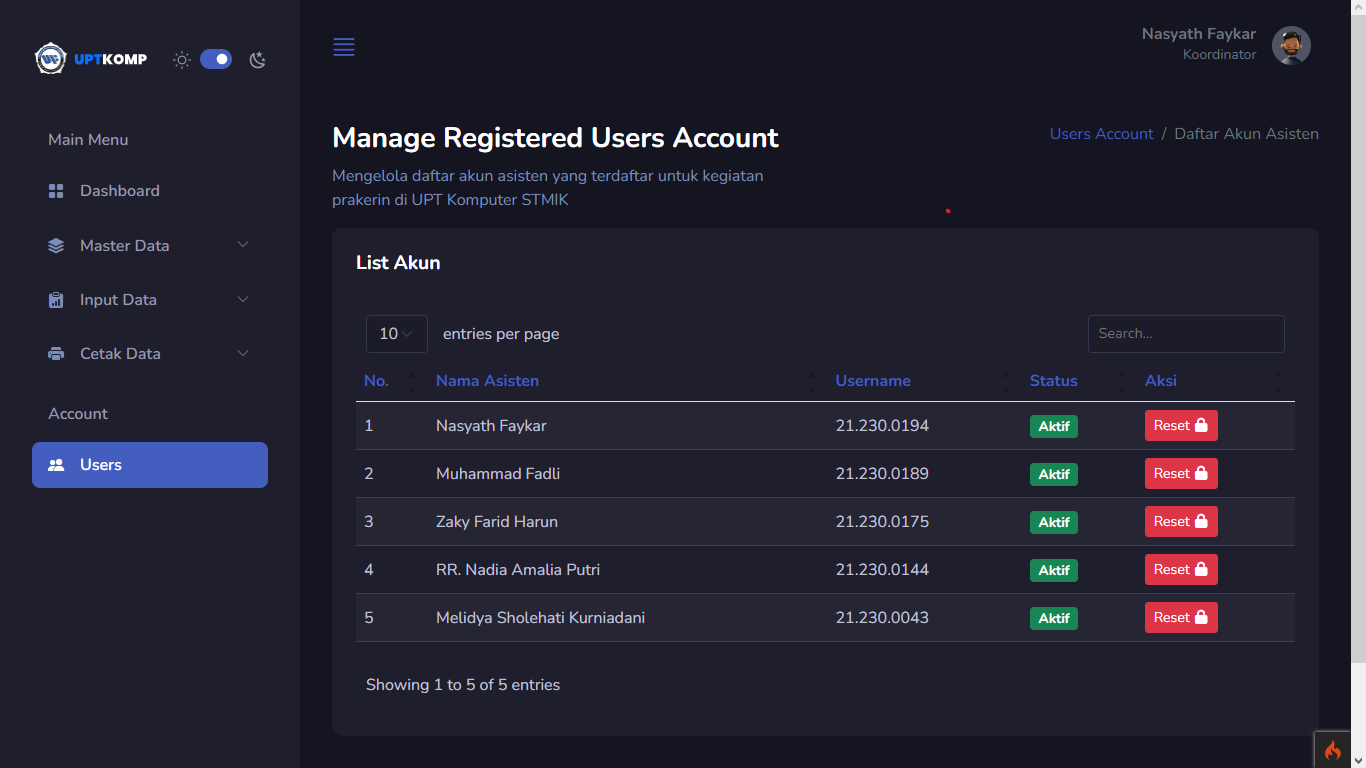 UPTKOMP
Main Menu
Dashboard
Master Data
Input Data
Cetak Data
Account
Users
Nasyath Faykar
Koordinator
Manage Registered Users Account
Users Account / Daftar Akun Asisten
Mengelola daftar akun asisten yang terdaftar untuk kegiatan
prakerin di UPT Komputer STMIK
List Akun
10 entries per page Search...
No. Nama Asisten Username Status Aksi
1 Nasyath Faykar 21.230.0194 Aktif Reset
2 Muhammad Fadli 21.230.0189 Aktif Reset
3 Zaky Farid Harun 21.230.0175 Aktif Reset
4 RR. Nadia Amalia Putri 21.230.0144 Aktif Reset
5 Melidya Sholehati Kurniadani 21.230.0043 Aktif Reset
Showing 1 to 5 of 5 entries